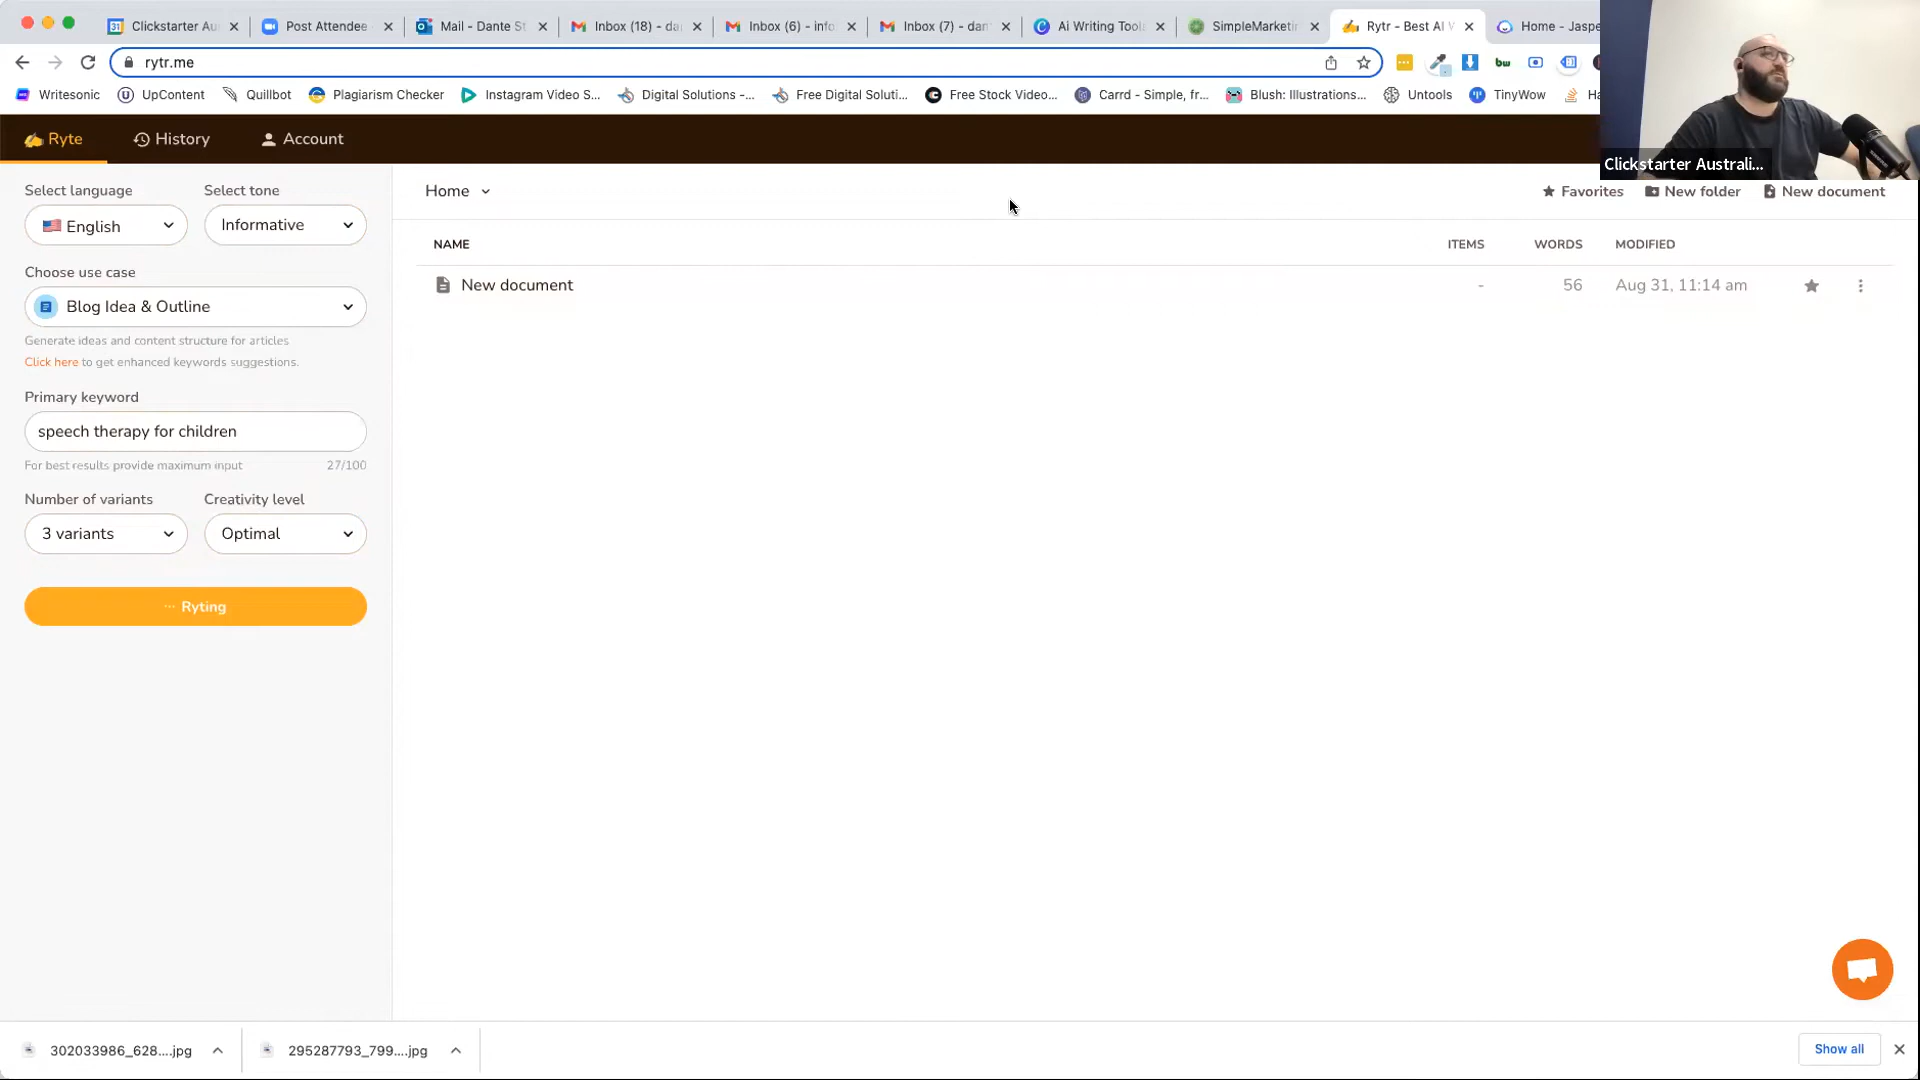 31 Clickstarter Au
Post Attendee
Mail - Dante St
Inbox (18) - da
Inbox (6) - info
Inbox (7) - dan
Ai Writing Tool
SimpleMarketin
Rytr - Best AI W
Home - Jaspe
rytr.me
bw
Writesonic
UpContent
Quillbot
Plagiarism Checker
Instagram Video S...
Digital Solutions -...
Free Digital Soluti...
Free Stock Video...
Carrd - Simple, fr...
Blush: Illustrations...
Untools
TinyWow
Ha
Ryte
History
Account
Clickstarter Australi...
Select language
Select tone
English
Informative
Choose use case
Blog Idea & Outline
Generate ideas and content structure for articles
Click here to get enhanced keywords suggestions.
Primary keyword
speech therapy for children
For best results provide maximum input 27/100
Number of variants
Creativity level
3 variants
Optimal
··· Ryting
Home
Favorites
New folder
New document
NAME
ITEMS
WORDS
MODIFIED
New document
-
56
Aug 31, 11:14 am
302033986_628....jpg
295287793_799....jpg
Show all